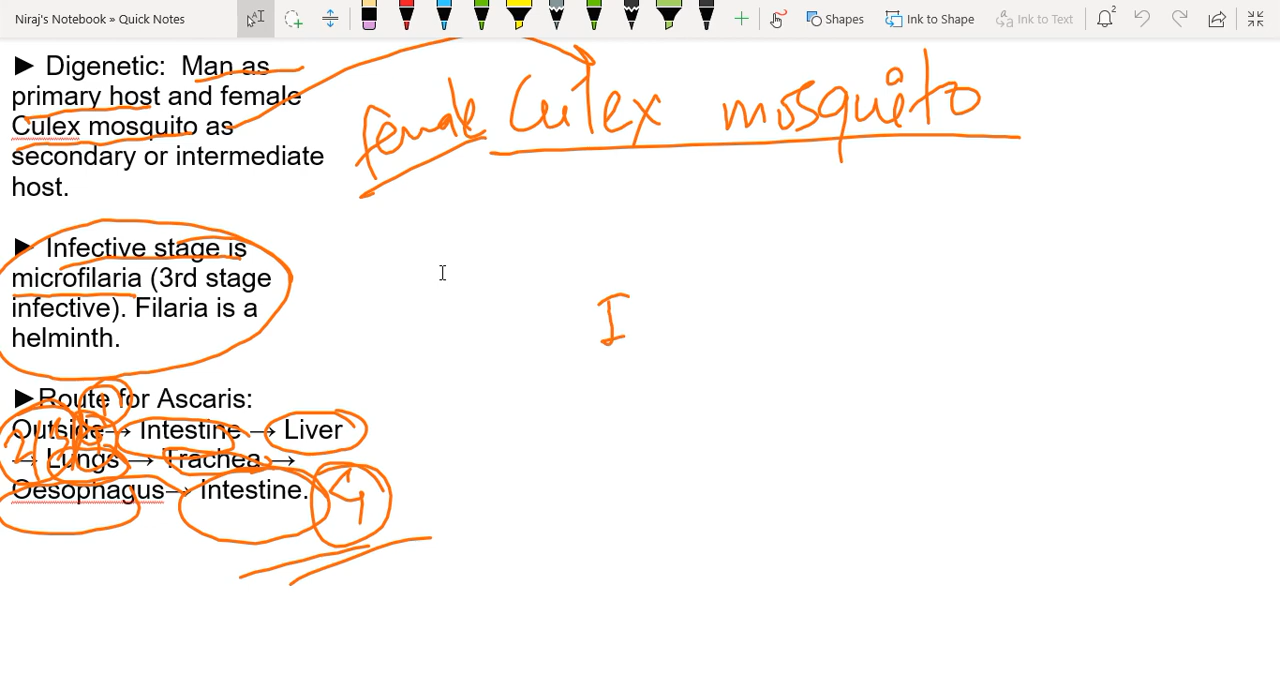 Niraj's Notebook » Quick Notes
Shapes
Ink to Shape
Ink to Text
2
► Digenetic: Man as
primary host and female
Culex mosquito as
secondary or intermediate
host.
female Culex mosquito
► Infective stage is
microfilaria (3rd stage
infective). Filaria is a
helminth.
I
►Route for Ascaris:
Outside→ Intestine → Liver
→ Lungs → Trachea →
Oesophagus→ Intestine.
4